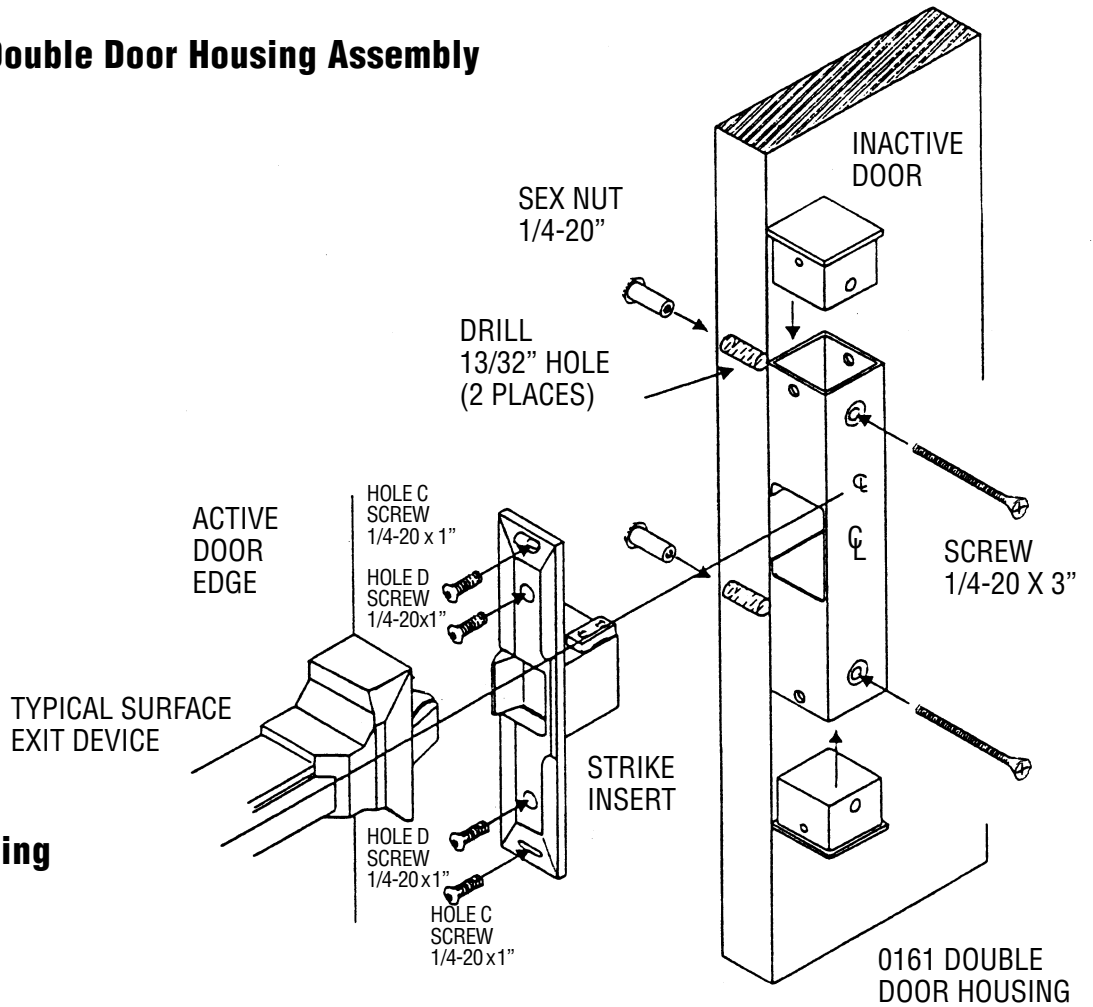 Double Door Housing Assembly
INACTIVE
DOOR
SEX NUT
1/4-20”
DRILL
13/32” HOLE
(2 PLACES)
HOLE C
SCREW
1/4-20 x 1”
ACTIVE
DOOR
EDGE
HOLE D
SCREW
1/4-20x1”
SCREW
1/4-20 X 3”
TYPICAL SURFACE
EXIT DEVICE
STRIKE
INSERT
HOLE D
SCREW
1/4-20x1”
ing
HOLE C
SCREW
1/4-20x1”
0161 DOUBLE
DOOR HOUSING
CL
CL